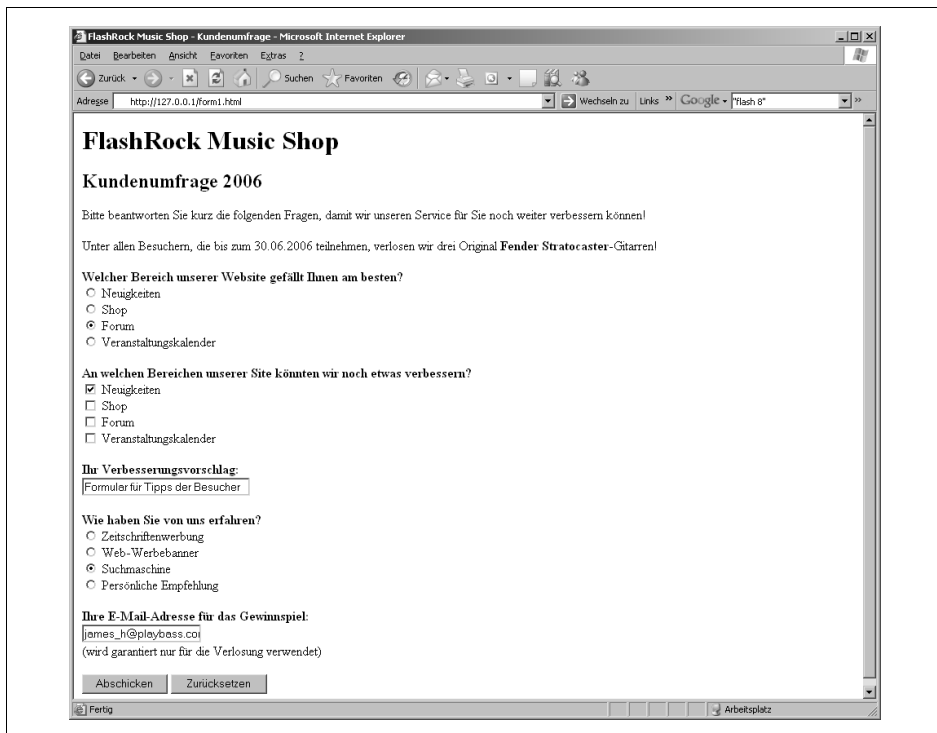 FlashRock Music Shop - Kundenumfrage - Microsoft Internet Explorer
Datei Bearbeiten Ansicht Favoriten Extras ?
Zurück Suchen Favoriten
Adresse http://127.0.0.1/form1.html Wechseln zu Links » Google "flash 8" »
FlashRock Music Shop
Kundenumfrage 2006
Bitte beantworten Sie kurz die folgenden Fragen, damit wir unseren Service für Sie noch weiter verbessern können!
Unter allen Besuchern, die bis zum 30.06.2006 teilnehmen, verlosen wir drei Original Fender Stratocaster-Gitarren!
Welcher Bereich unserer Website gefällt Ihnen am besten?
Neuigkeiten
Shop
Forum
Veranstaltungskalender
An welchen Bereichen unserer Site könnten wir noch etwas verbessern?
Neuigkeiten
Shop
Forum
Veranstaltungskalender
Ihr Verbesserungsvorschlag:
Formular für Tipps der Besucher
Wie haben Sie von uns erfahren?
Zeitschriftenwerbung
Web-Werbebanner
Suchmaschine
Persönliche Empfehlung
Ihre E-Mail-Adresse für das Gewinnspiel:
james_h@playbass.co
(wird garantiert nur für die Verlosung verwendet)
Abschicken Zurücksetzen
Fertig Arbeitsplatz